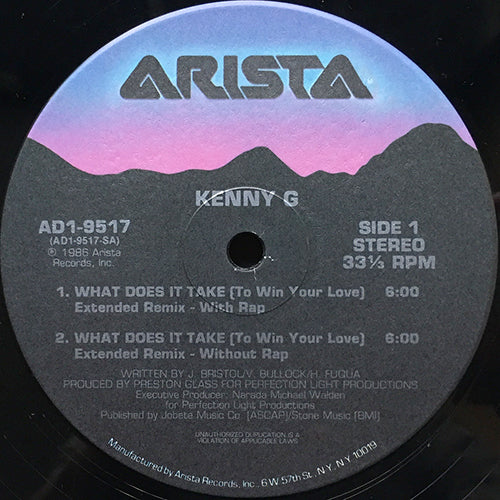 ARISTA
KENNY G
AD1-9517
(AD1-9517-SA)
℗ 1986 Arista
Records, Inc.
SIDE 1
STEREO
33⅓ RPM
1. WHAT DOES IT TAKE (To Win Your Love) 6:00
Extended Remix - With Rap
2. WHAT DOES IT TAKE (To Win Your Love) 6:00
Extended Remix - Without Rap
WRITTEN BY J. BRISTOL/V. BULLOCK/H. FUQUA
PRODUCED BY PRESTON GLASS FOR PERFECTION LIGHT PRODUCTIONS
Executive Producer: Narada Michael Walden
for Perfection Light Productions
Published by Jobete Music Co. (ASCAP)/Stone Music (BMI)
UNAUTHORIZED DUPLICATION IS A
VIOLATION OF APPLICABLE LAWS
Manufactured by Arista Records, Inc., 6 W. 57th St., N.Y., N.Y. 10019